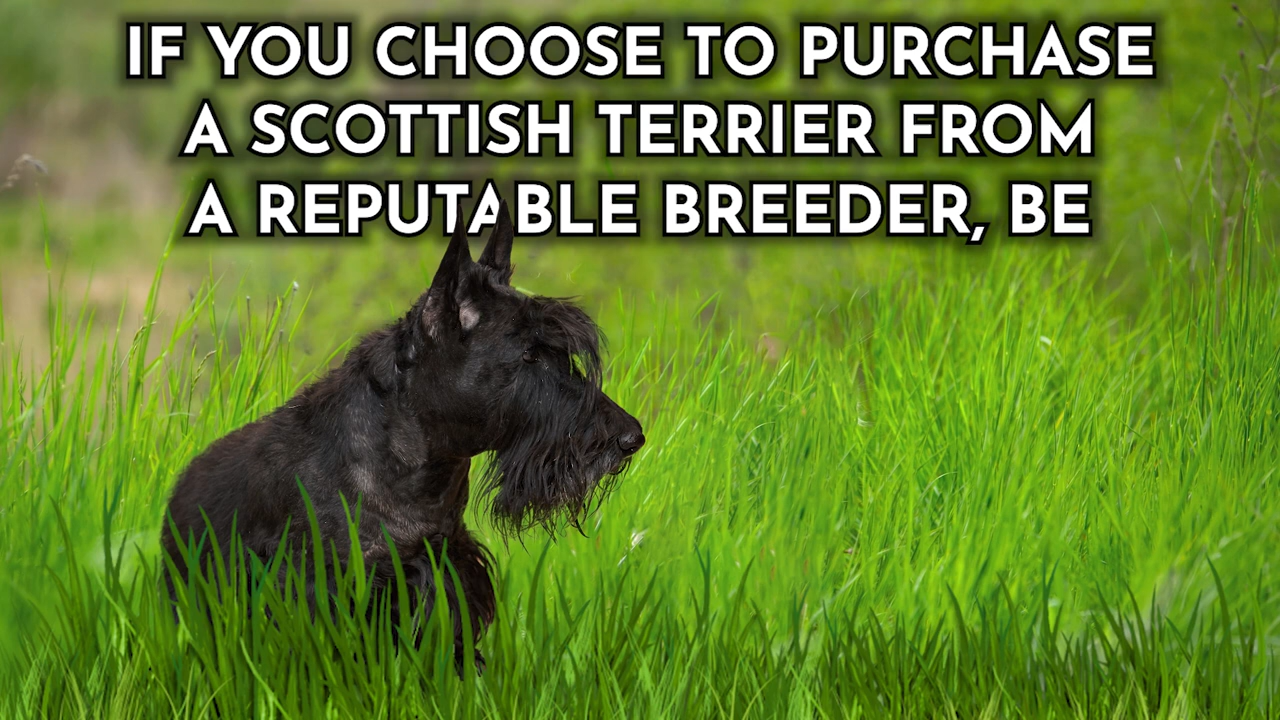 IF YOU CHOOSE TO PURCHASE
A SCOTTISH TERRIER FROM
A REPUTABLE BREEDER, BE